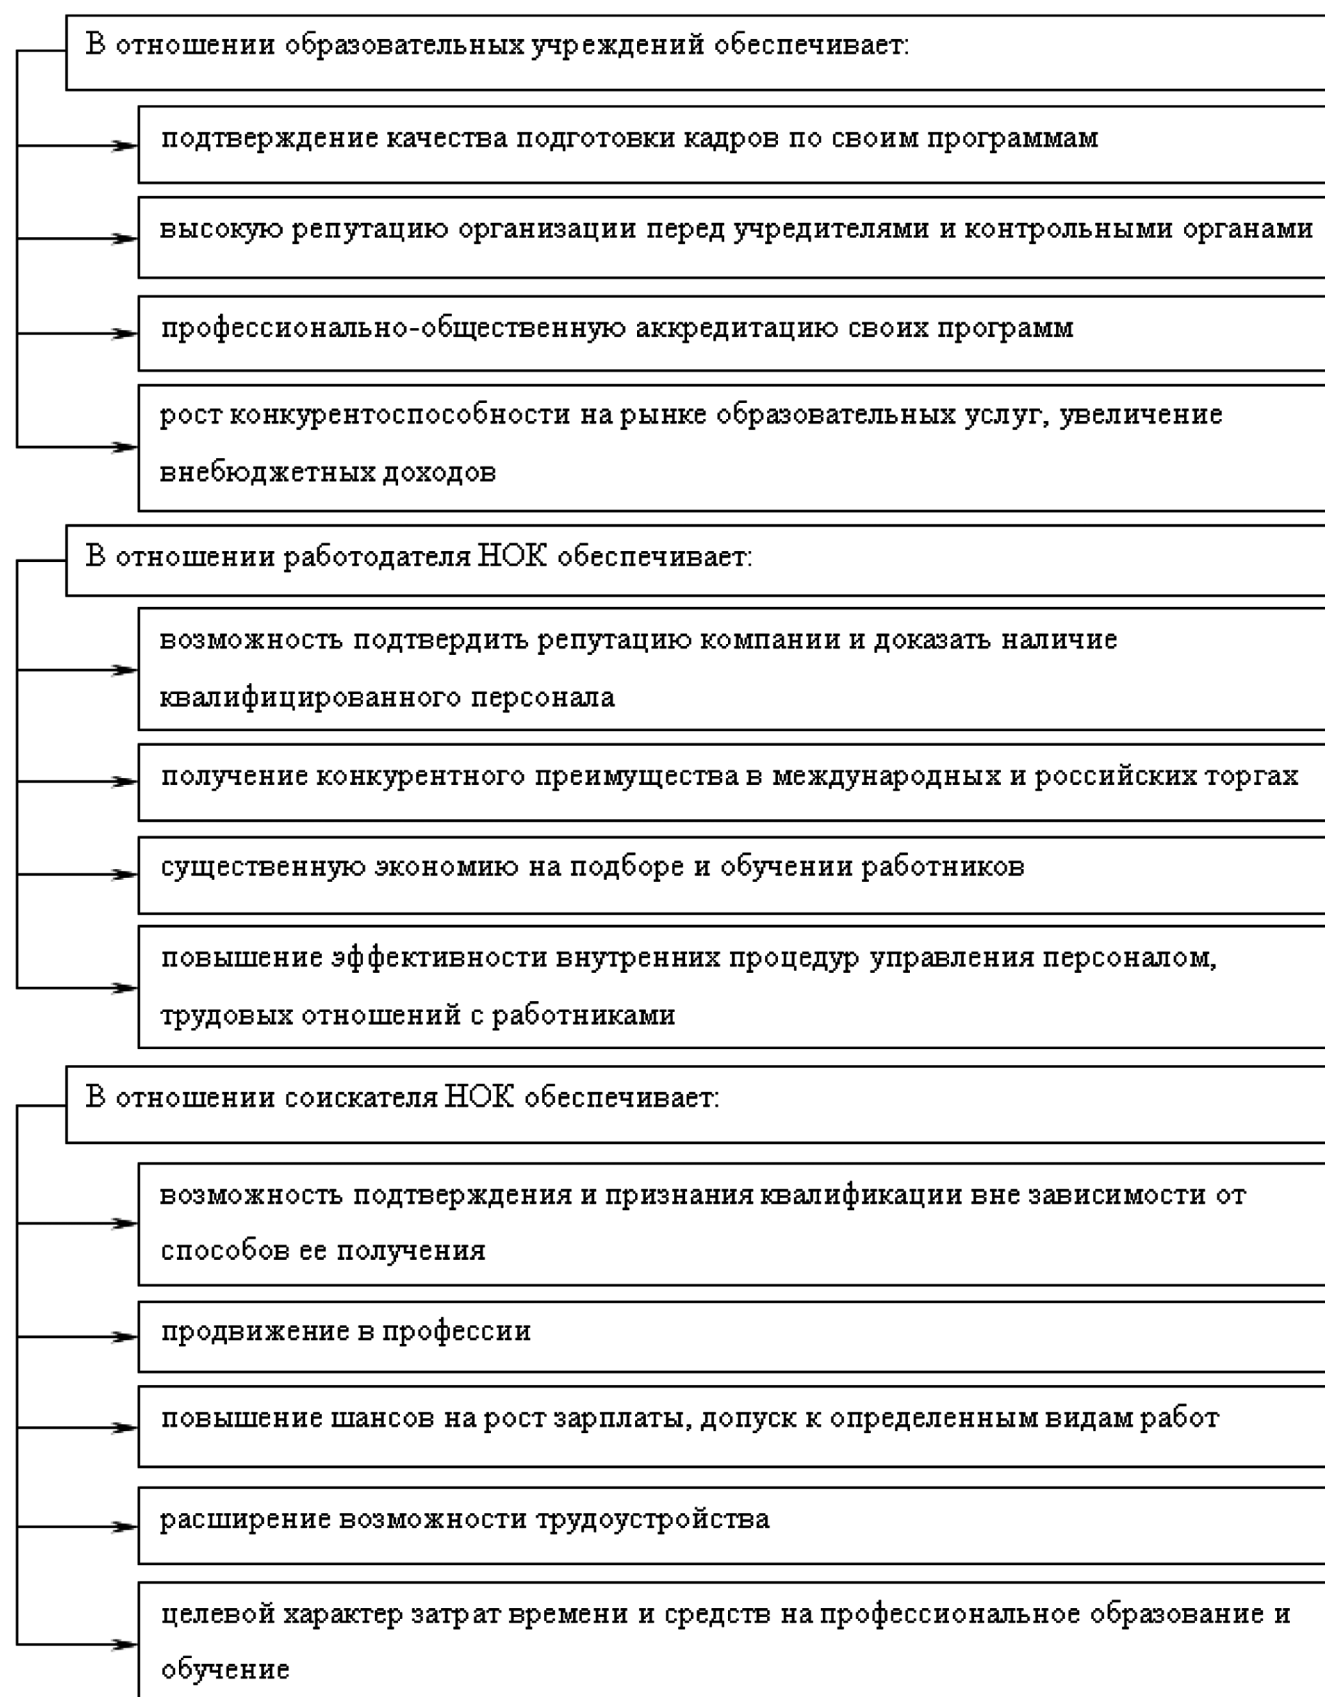 В отношении образовательных учреждений обеспечивает:
подтверждение качества подготовки кадров по своим программам
высокую репутацию организации перед учредителями и контрольными органами
профессионально-общественную аккредитацию своих программ
рост конкурентоспособности на рынке образовательных услуг, увеличение
внебюджетных доходов
В отношении работодателя НОК обеспечивает:
возможность подтвердить репутацию компании и доказать наличие
квалифицированного персонала
получение конкурентного преимущества в международных и российских торгах
существенную экономию на подборе и обучении работников
повышение эффективности внутренних процедур управления персоналом,
трудовых отношений с работниками
В отношении соискателя НОК обеспечивает:
возможность подтверждения и признания квалификации вне зависимости от
способов ее получения
продвижение в профессии
повышение шансов на рост зарплаты, допуск к определенным видам работ
расширение возможности трудоустройства
целевой характер затрат времени и средств на профессиональное образование и
обучение